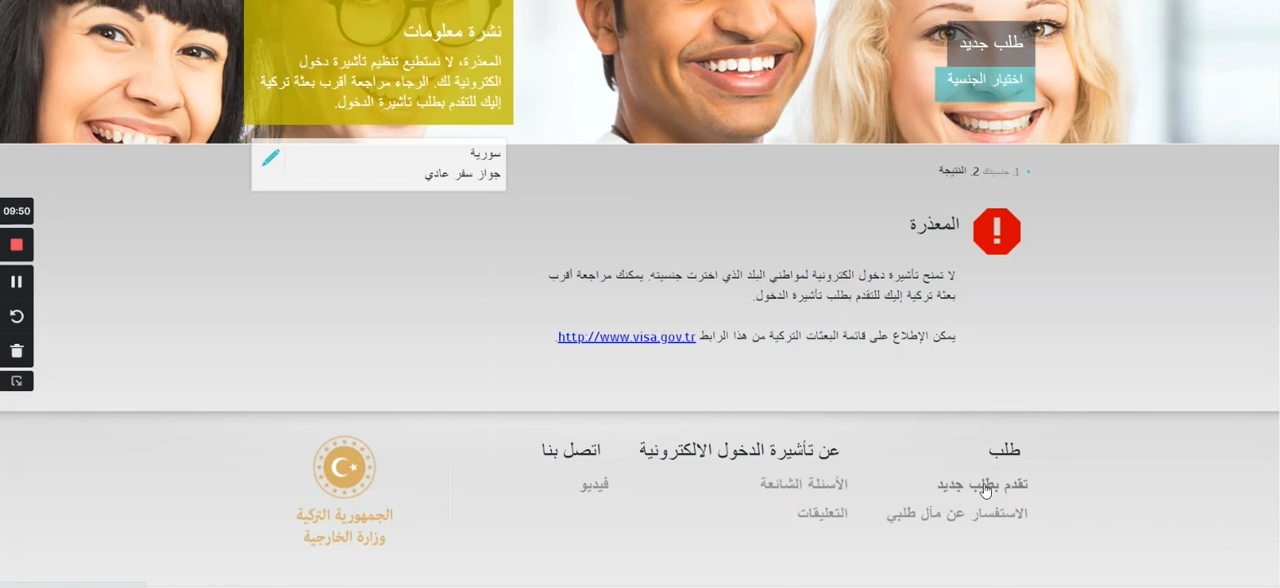 نشرة معلومات
المعذرة، لا نستطيع تنظيم تأشيرة دخول
الكترونية لك. الرجاء مراجعة أقرب بعثة تركية
إليك للتقدم بطلب تأشيرة الدخول.
طلب جديد
اختيار الجنسية
سورية
جواز سفر عادي
1. جنسيتك 2. النتيجة
09:50
المعذرة
لا تمنح تأشيرة دخول الكترونية لمواطني البلد الذي اخترت جنسيته. يمكنك مراجعة أقرب
بعثة تركية إليك للتقدم بطلب تأشيرة الدخول.
يمكن الإطلاع على قائمة البعثات التركية من هذا الرابط http://www.visa.gov.tr.
طلب
تقدم بطلب جديد
الاستفسار عن مآل طلبي
عن تأشيرة الدخول الالكترونية
الأسئلة الشائعة
التعليقات
اتصل بنا
فيديو
الجمهورية التركية
وزارة الخارجية